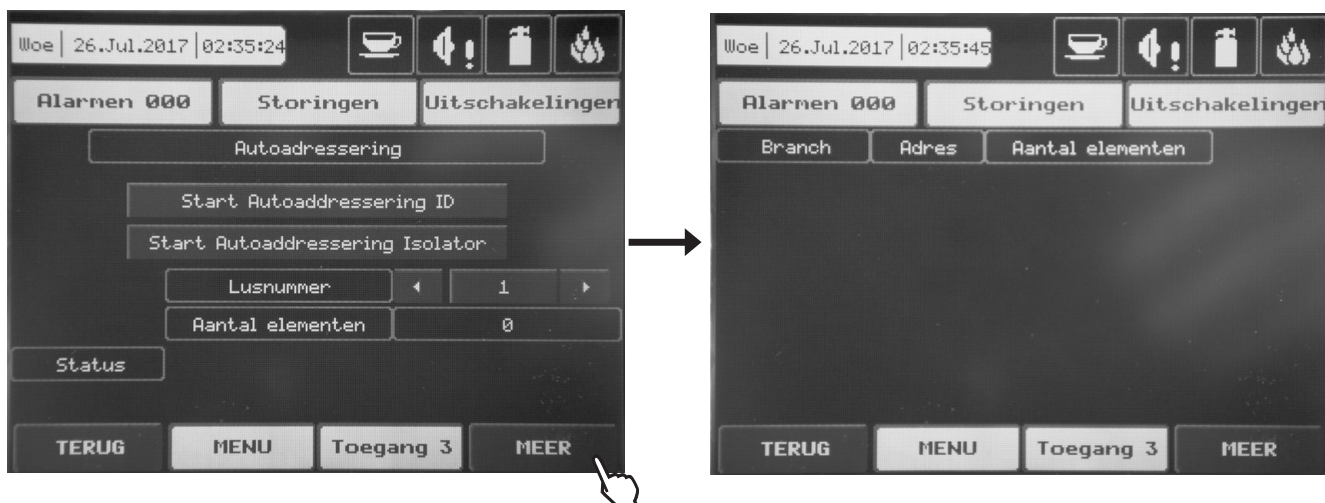 Woe 26.Jul.2017 02:35:24
Alarmen 000 Storingen Uitschakelingen
Autoadressering
Start Autoaddressering ID
Start Autoaddressering Isolator
Lusnummer 1
Aantal elementen 0
Status
TERUG MENU Toegang 3 MEER
Woe 26.Jul.2017 02:35:45
Alarmen 000 Storingen Uitschakelingen
Branch Adres Aantal elementen
TERUG MENU Toegang 3 MEER